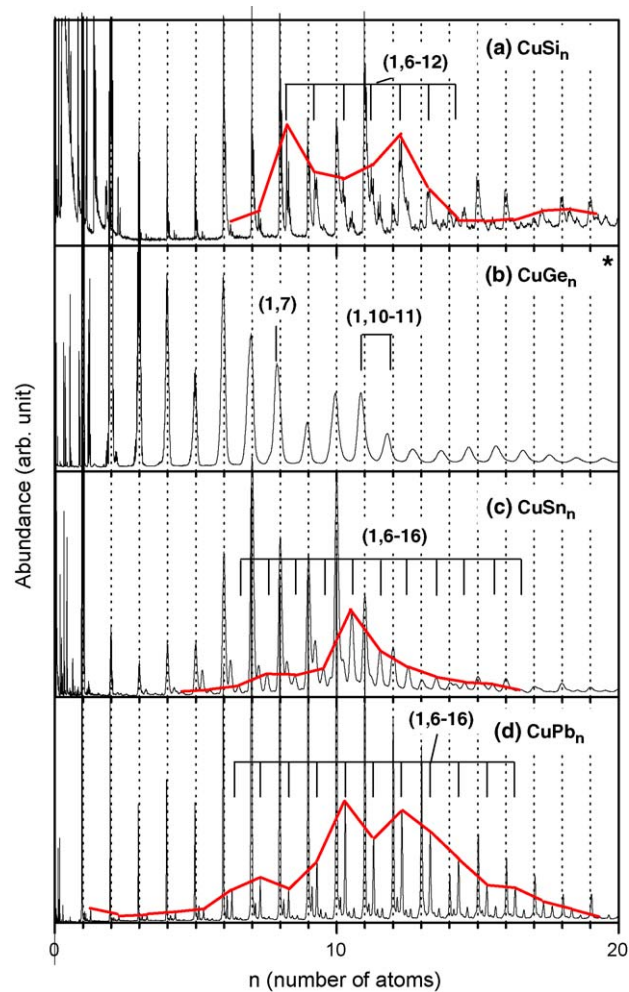 (a) CuSiₙ
(1,6-12)
*
(b) CuGeₙ
(1,7)
(1,10-11)
(c) CuSnₙ
(1,6-16)
(1,6-16)
(d) CuPbₙ
Abundance (arb. unit)
0 10 20
n (number of atoms)